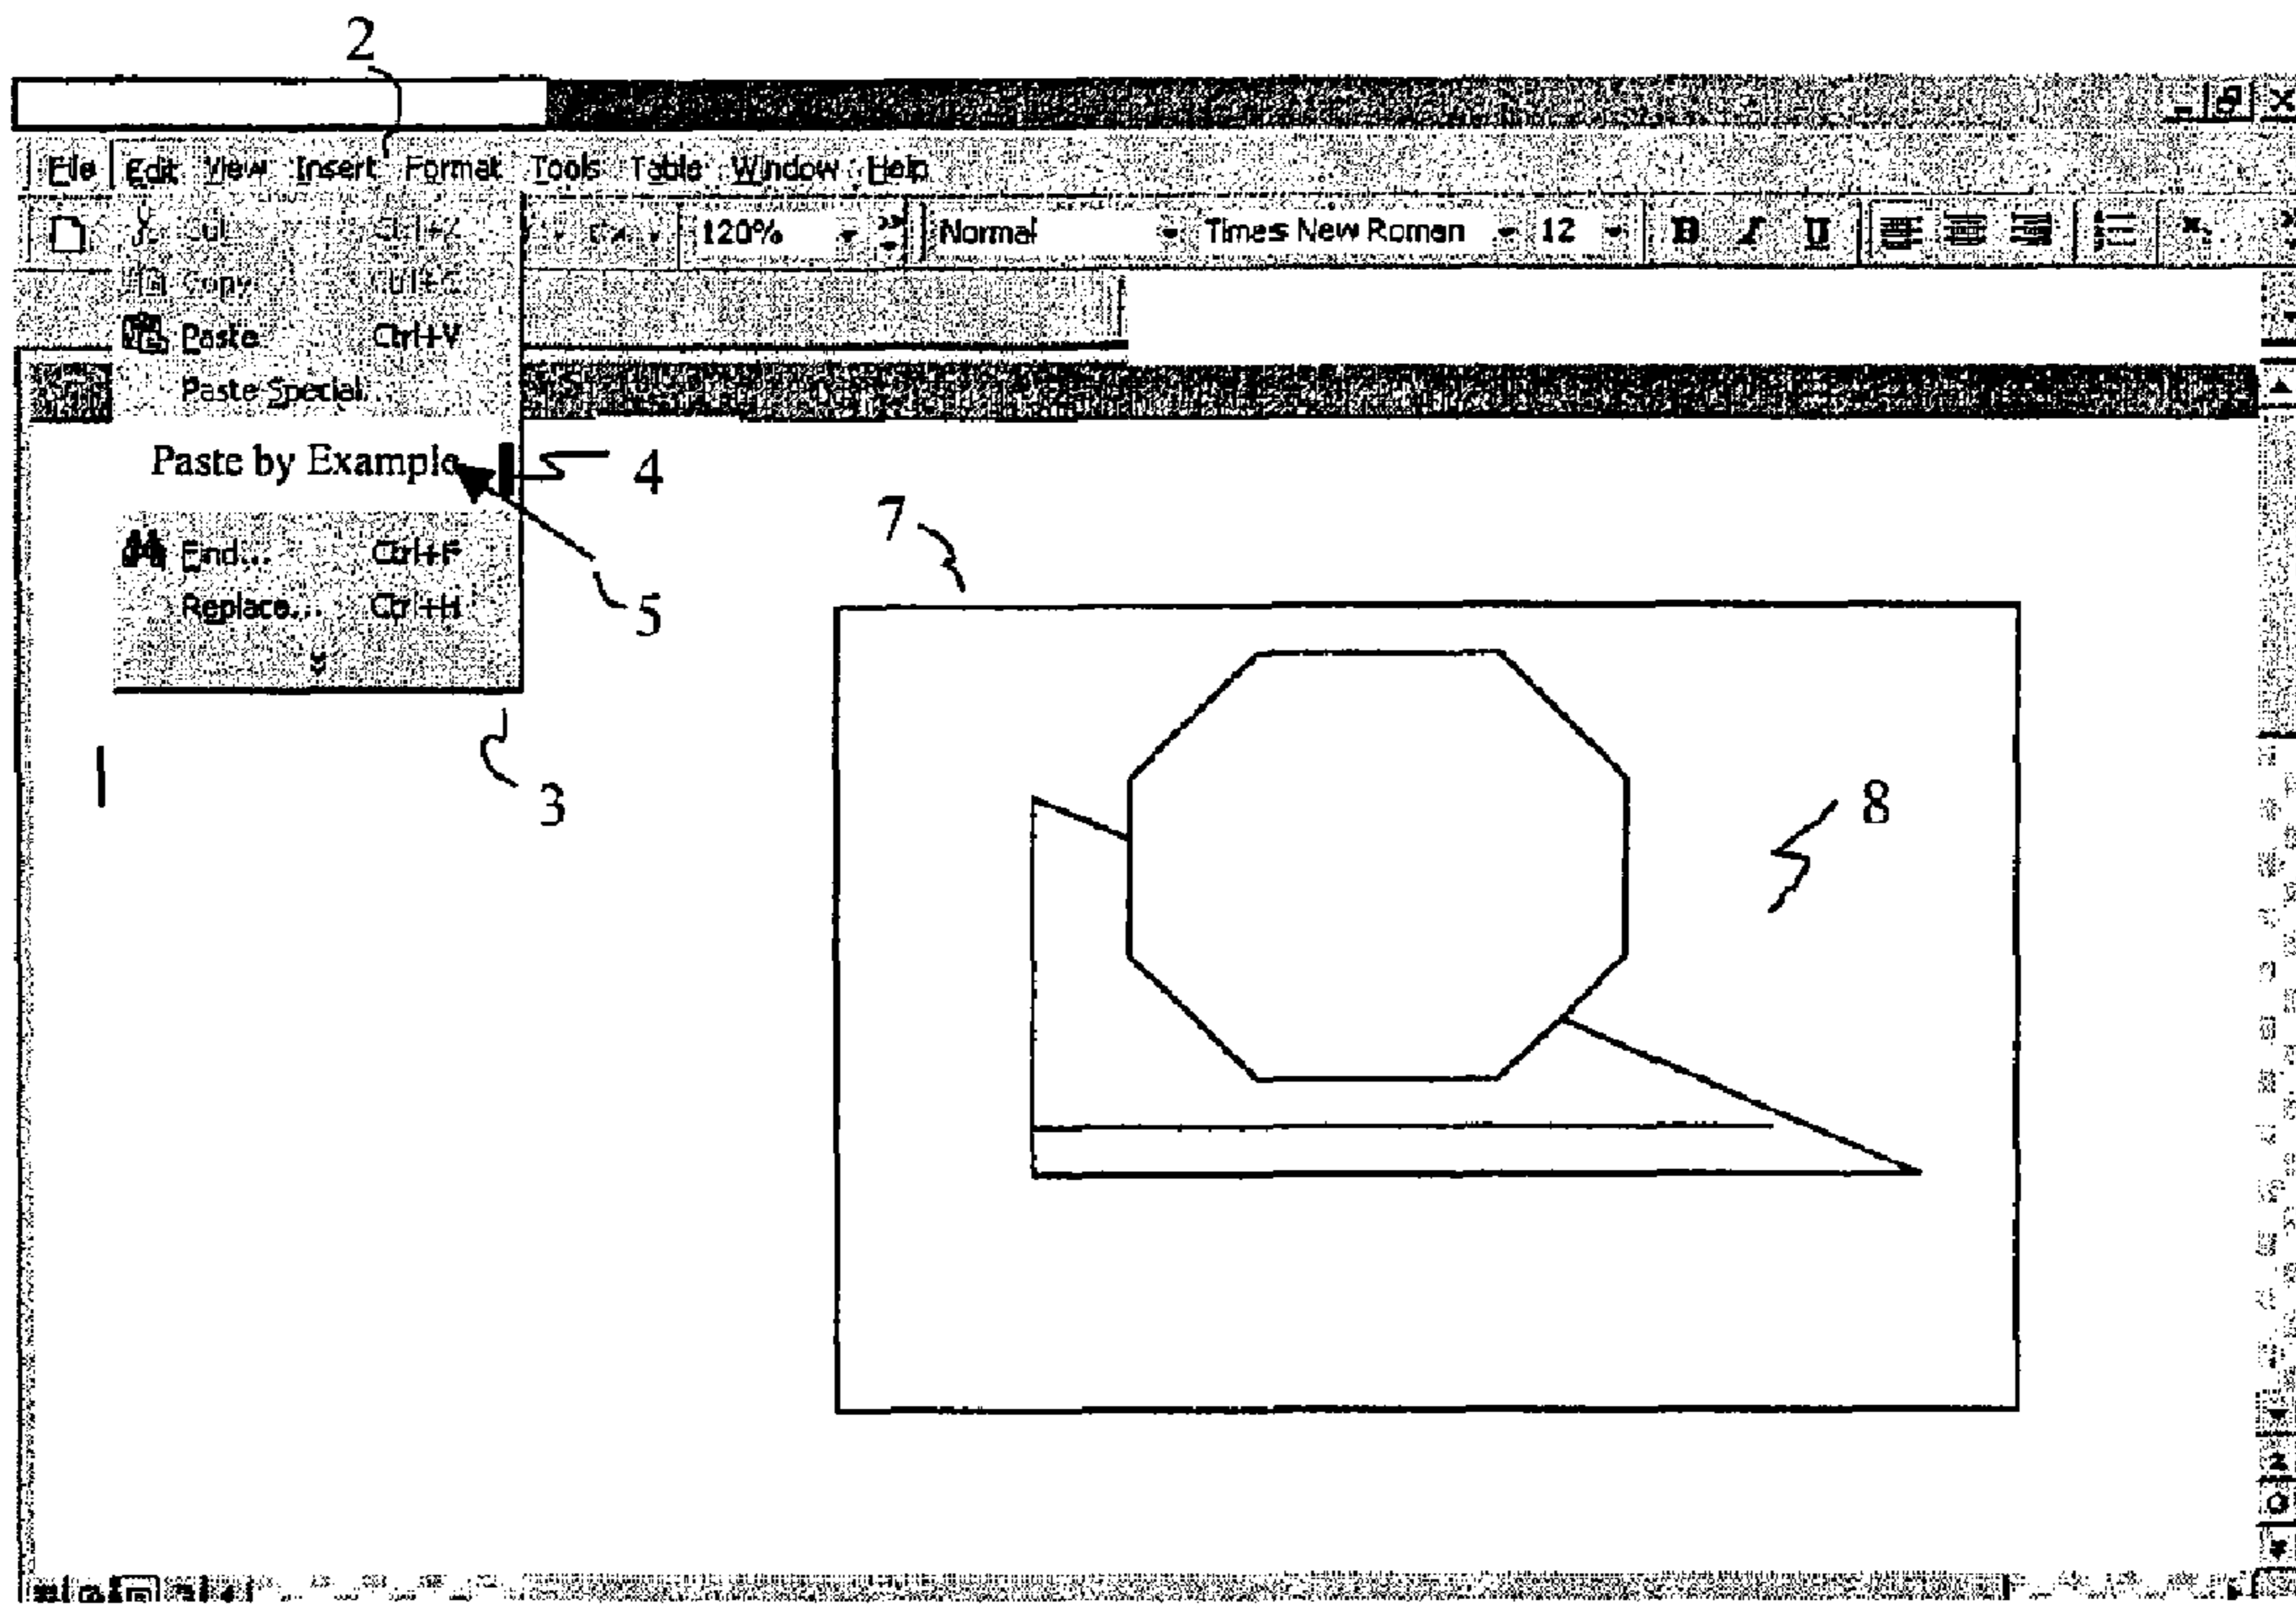 2
File Edit View Insert Format Tools Table Window Help
120% Normal Times New Roman 12 B I U
Cut
Copy
Paste Ctrl+V
Paste Special...
Paste by Example
4
7
Find... Ctrl+F
Replace... Ctrl+H
5
3
8